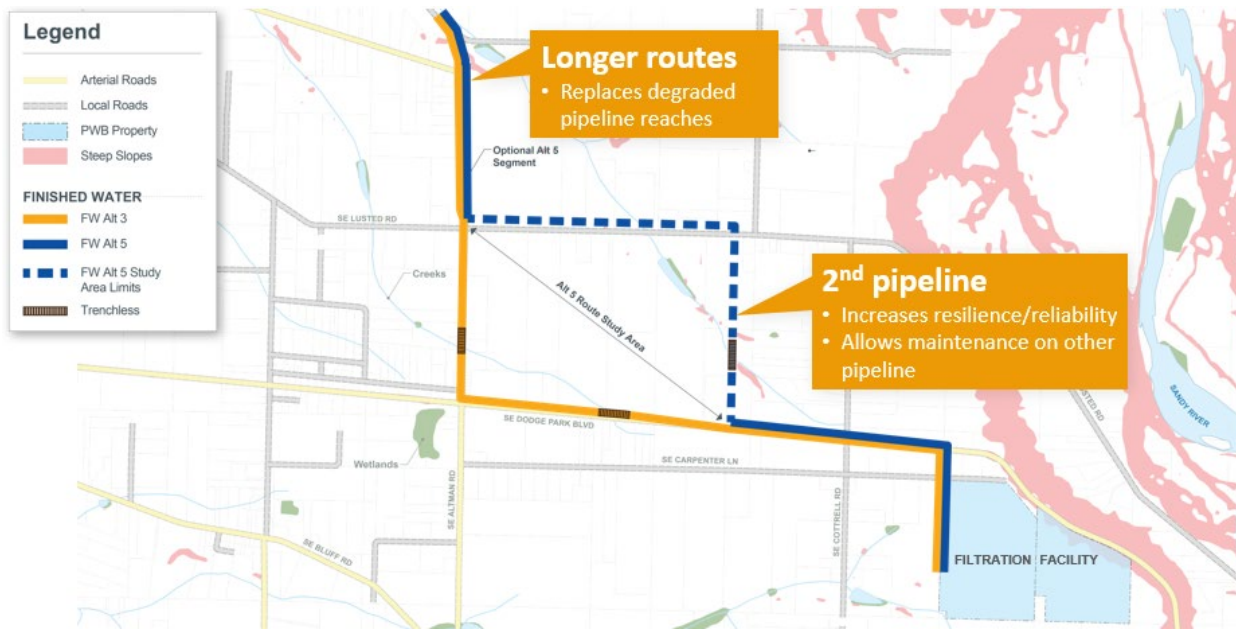 Legend
Arterial Roads
Local Roads
PWB Property
Steep Slopes
FINISHED WATER
FW Alt 3
FW Alt 5
FW Alt 5 Study
Area Limits
Trenchless
Longer routes
• Replaces degraded
pipeline reaches
Optional Alt 5
Segment
SE LUSTED RD
Creeks
Alt 5 Route Study Area
2nd pipeline
• Increases resilience/reliability
• Allows maintenance on other
pipeline
LUSTED RD
SANDY RIVER
SE DODGE PARK BLVD
Wetlands
SE CARPENTER LN
SE ALTMAN RD
SE COTTRELL RD
SE BLUFF RD
FILTRATION FACILITY